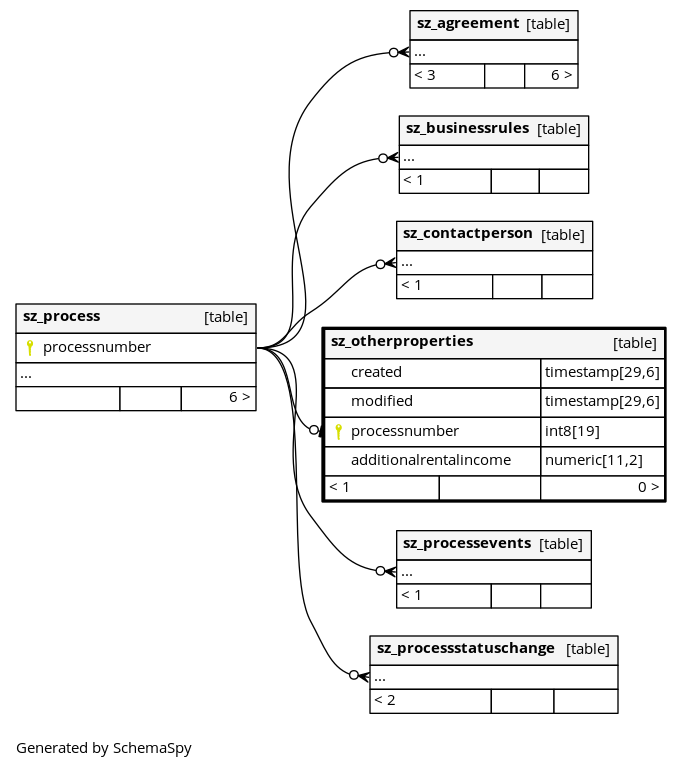 sz_agreement [table]
...
< 3 6 >
sz_businessrules [table]
...
< 1
sz_contactperson [table]
...
< 1
sz_process [table]
processnumber
...
6 >
sz_otherproperties [table]
created timestamp[29,6]
modified timestamp[29,6]
processnumber int8[19]
additionalrentalincome numeric[11,2]
< 1 0 >
sz_processevents [table]
...
< 1
sz_processstatuschange [table]
...
< 2
Generated by SchemaSpy